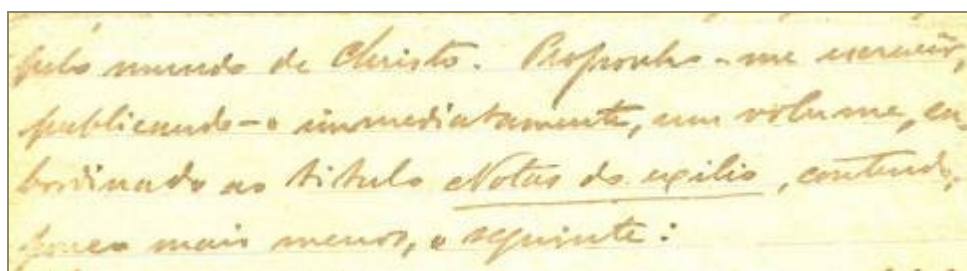 pelo mundo de Christo. Proponho-me escrever,
publicando-o immediatamente, um volume, su-
bordinado ao titulo Notas do exilio, contendo,
pouco mais menos, o seguinte: